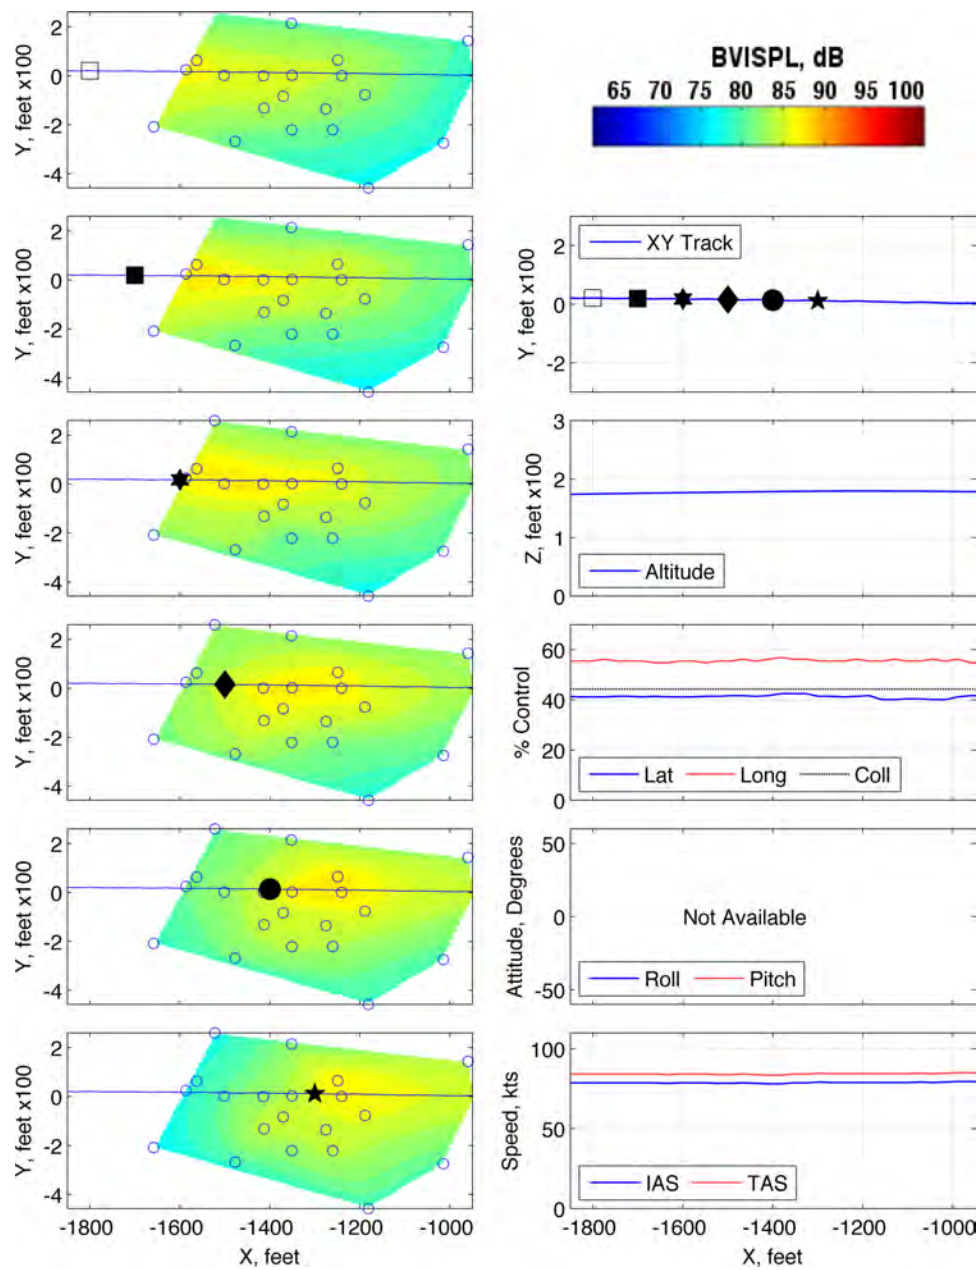 2
0
-2
-4
Y, feet x100
BVISPL, dB
65 70 75 80 85 90 95 100
2
0
-2
-4
Y, feet x100
2
0
-2
Y, feet x100
XY Track
2
0
-2
-4
Y, feet x100
3
2
1
0
Z, feet x100
Altitude
2
0
-2
-4
Y, feet x100
60
40
20
0
% Control
Lat Long Coll
2
0
-2
-4
Y, feet x100
50
0
-50
Attitude, Degrees
Not Available
Roll Pitch
2
0
-2
-4
Y, feet x100
-1800 -1600 -1400 -1200 -1000
X, feet
100
50
0
Speed, kts
IAS TAS
-1800 -1600 -1400 -1200 -1000
X, feet